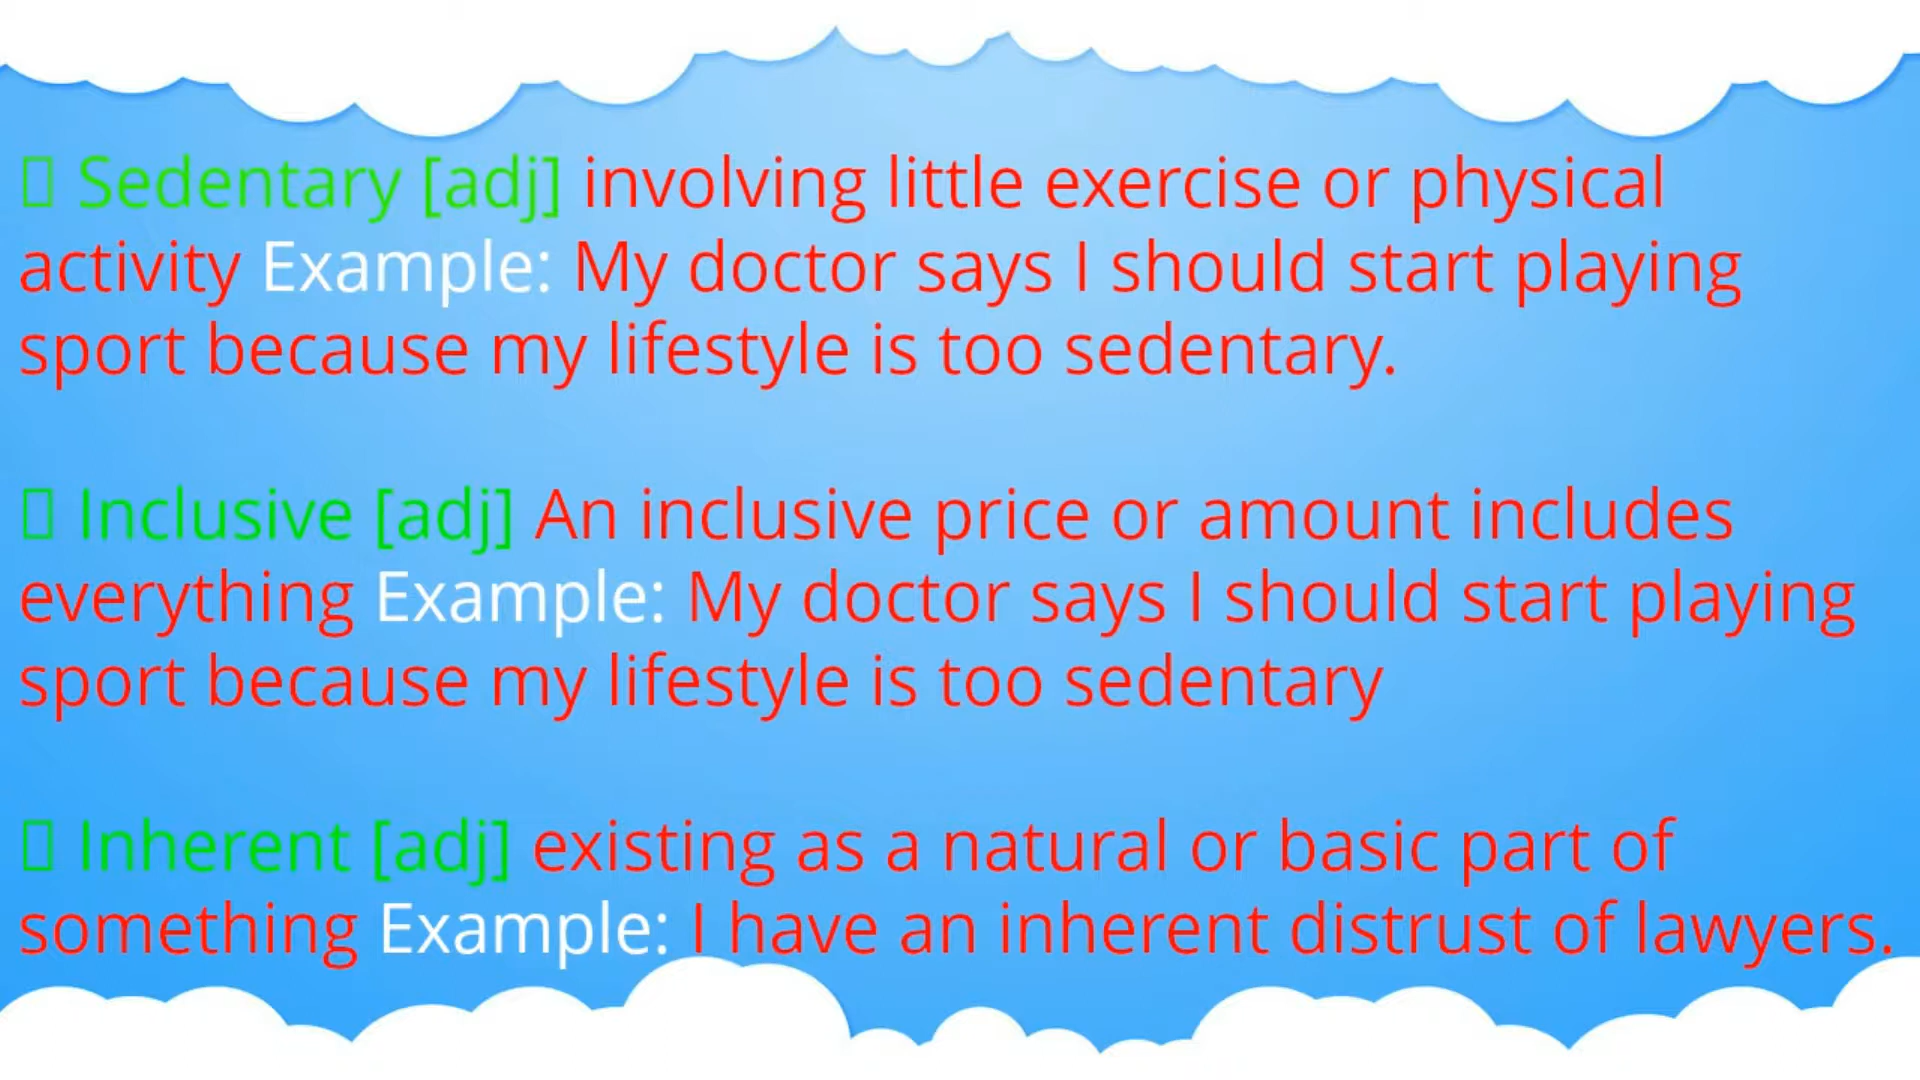 Sedentary [adj] involving little exercise or physical
activity Example: My doctor says I should start playing
sport because my lifestyle is too sedentary.
Inclusive [adj] An inclusive price or amount includes
everything Example: My doctor says I should start playing
sport because my lifestyle is too sedentary
Inherent [adj] existing as a natural or basic part of
something Example: I have an inherent distrust of lawyers.